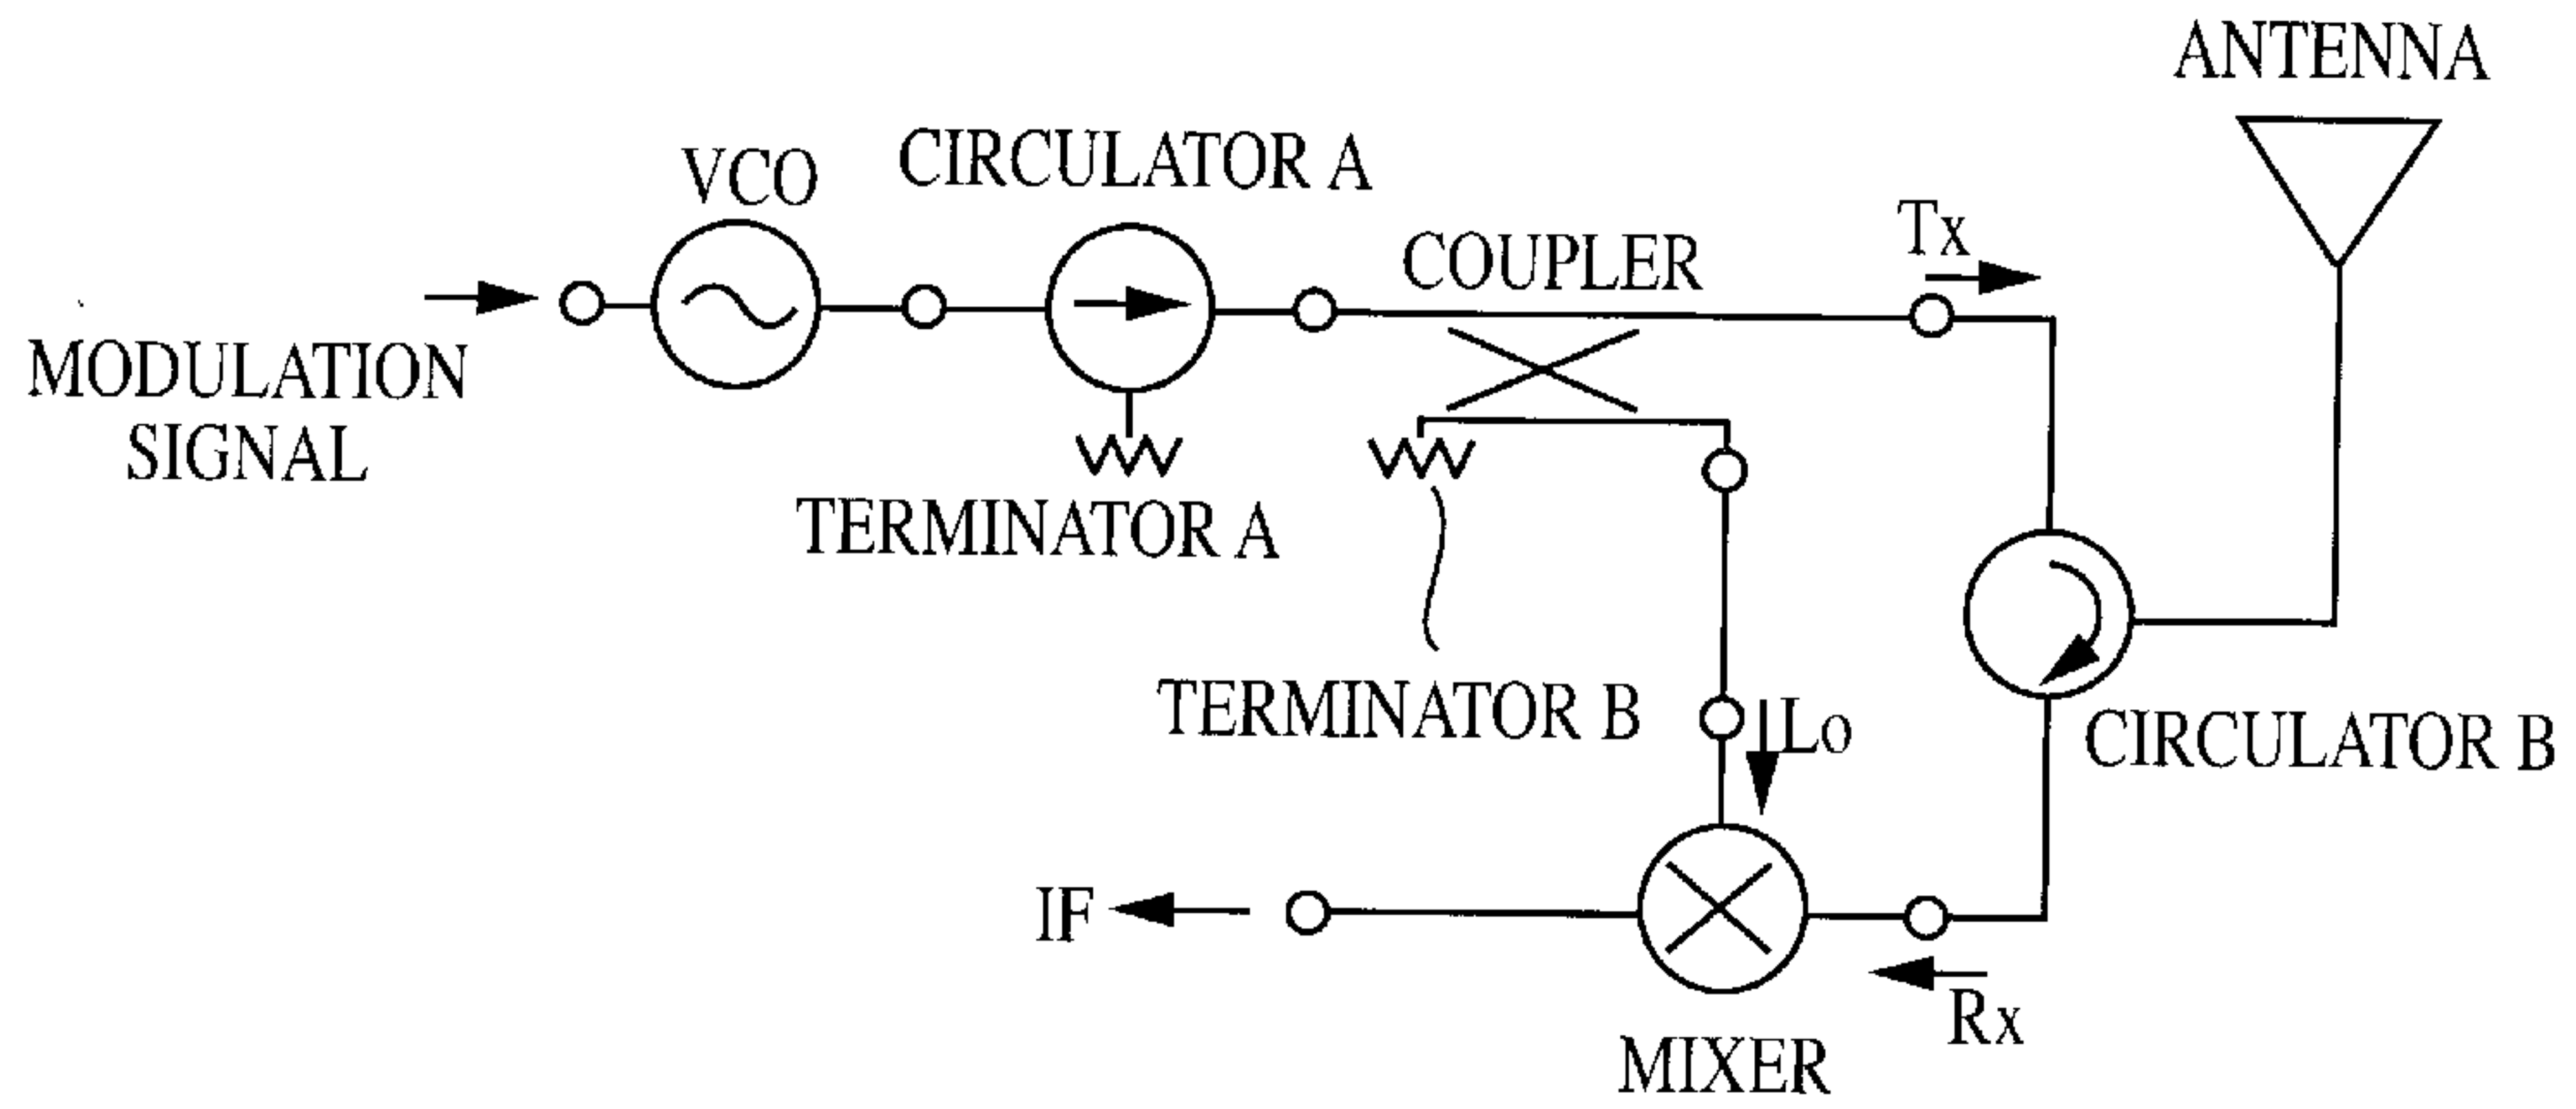 ANTENNA
VCO
CIRCULATOR A
COUPLER
Tx
MODULATION
SIGNAL
TERMINATOR A
TERMINATOR B
Lo
CIRCULATOR B
IF
Rx
MIXER